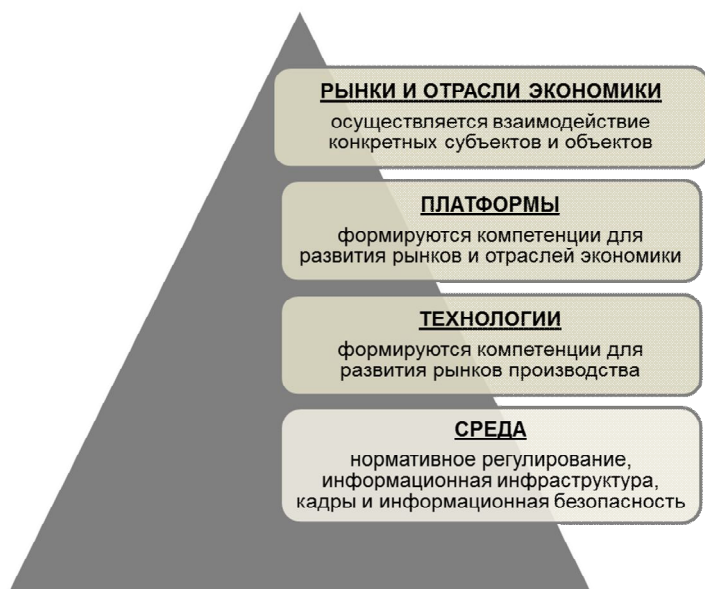 РЫНКИ И ОТРАСЛИ ЭКОНОМИКИ
осуществляется взаимодействие
конкретных субъектов и объектов
ПЛАТФОРМЫ
формируются компетенции для
развития рынков и отраслей экономики
ТЕХНОЛОГИИ
формируются компетенции для
развития рынков производства
СРЕДА
нормативное регулирование,
информационная инфраструктура,
кадры и информационная безопасность